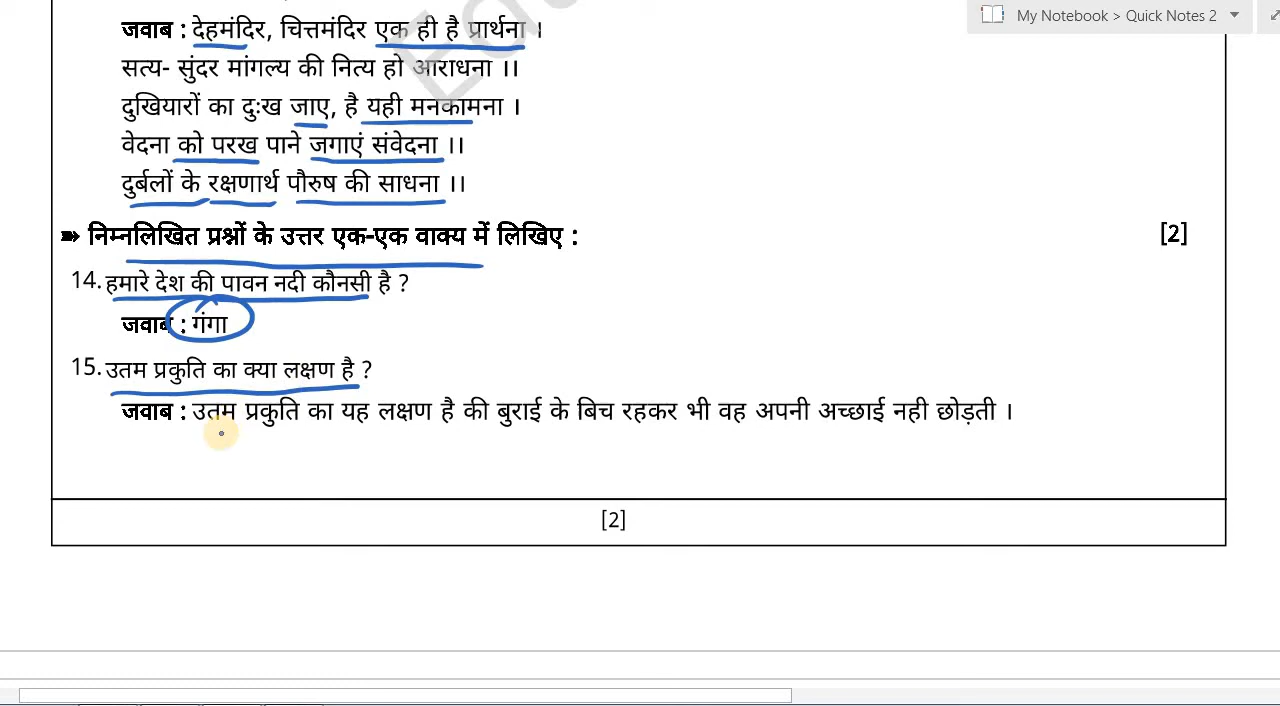 My Notebook > Quick Notes 2
जवाब : देहमंदिर, चित्तमंदिर एक ही है प्रार्थना ।
सत्य- सुंदर मांगल्य की नित्य हो आराधना ।।
दुखियारों का दुःख जाए, है यही मनकामना ।
वेदना को परख पाने जगाएं संवेदना ।।
दुर्बलों के रक्षणार्थ पौरुष की साधना ।।
➽ निम्नलिखित प्रश्नों के उत्तर एक-एक वाक्य में लिखिए : [2]
14. हमारे देश की पावन नदी कौनसी है ?
जवाब : गंगा
15. उतम प्रकुति का क्या लक्षण है ?
जवाब : उतम प्रकुति का यह लक्षण है की बुराई के बिच रहकर भी वह अपनी अच्छाई नही छोड़ती ।
[2]